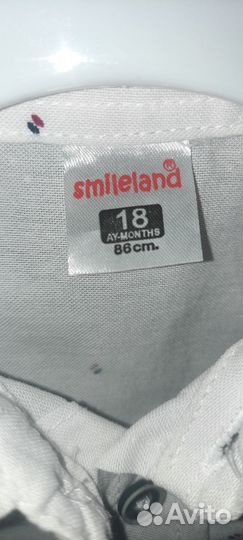 smileland
18
AY-MONTHS
86cm.
Avito